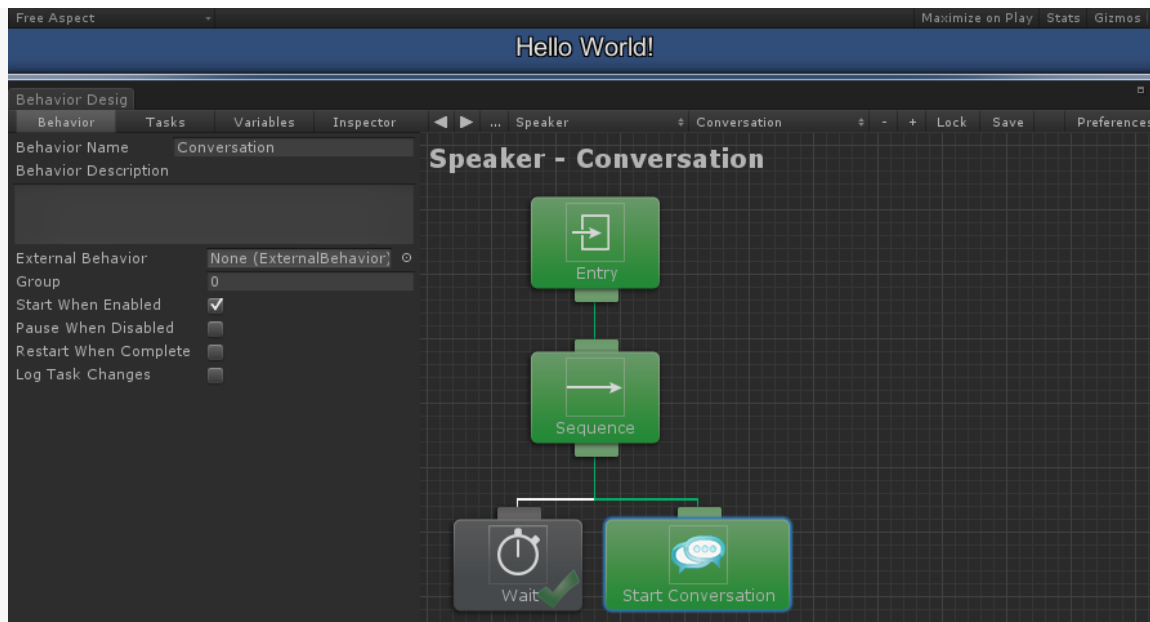 Free Aspect Maximize on Play Stats Gizmos
Hello World!
Behavior Desig
Behavior Tasks Variables Inspector ... Speaker Conversation - + Lock Save Preferences
Behavior Name Conversation
Behavior Description
External Behavior None (ExternalBehavior)
Group 0
Start When Enabled
Pause When Disabled
Restart When Complete
Log Task Changes
Speaker - Conversation
Entry
Sequence
Wait Start Conversation